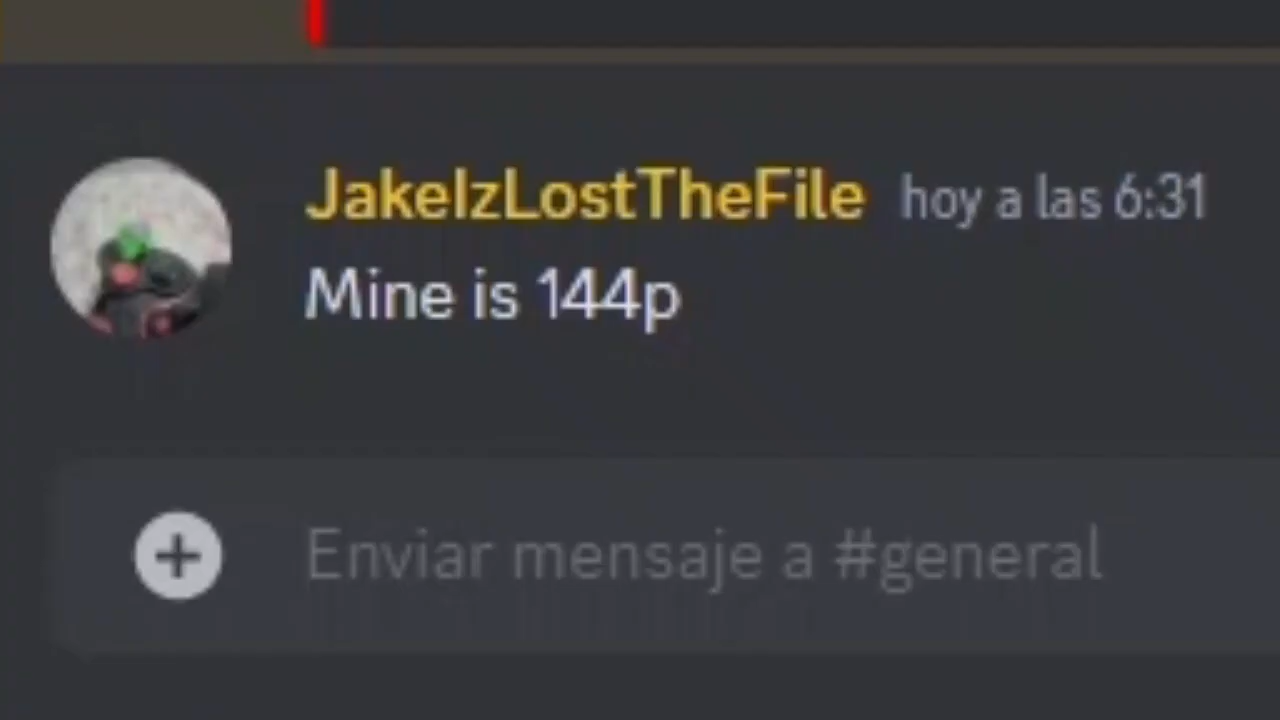 JakeIzLostTheFile hoy a las 6:31
Mine is 144p
Enviar mensaje a #general